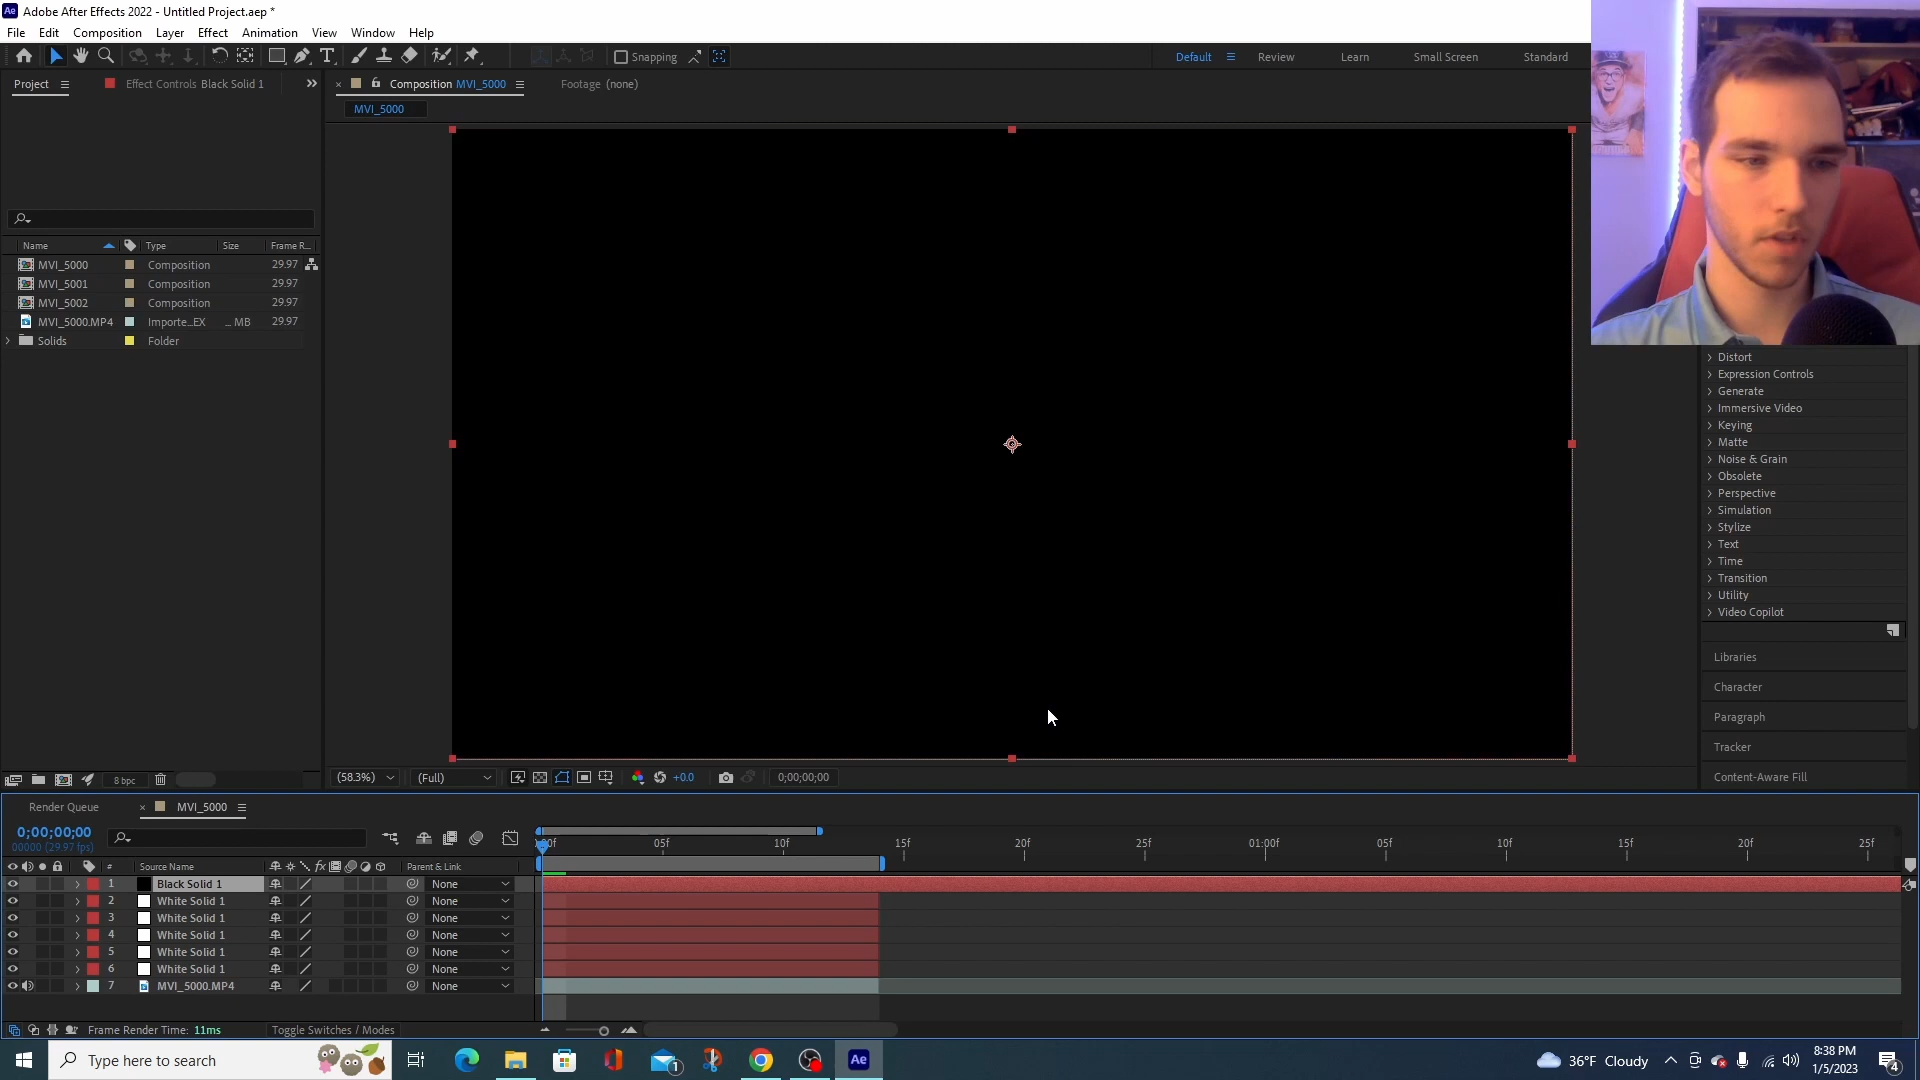 Ae Adobe After Effects 2022 - Untitled Project.aep *
File Edit Composition Layer Effect Animation View Window Help
Snapping
Default Review Learn Small Screen Standard
Project Effect Controls Black Solid 1
Composition MVI_5000 Footage (none)
MVI_5000
Name Type Size Frame R...
MVI_5000 Composition 29.97
MVI_5001 Composition 29.97
MVI_5002 Composition 29.97
MVI_5000.MP4 Importe...EX ... MB 29.97
Solids Folder
Distort
Expression Controls
Generate
Immersive Video
Keying
Matte
Noise & Grain
Obsolete
Perspective
Simulation
Stylize
Text
Time
Transition
Utility
Video Copilot
Libraries
Character
Paragraph
Tracker
Content-Aware Fill
8 bpc
(58.3%) (Full) +0.0 0;00;00;00
Render Queue MVI_5000
0;00;00;00
00000 (29.97 fps)
:00f 05f 10f 15f 20f 25f 01:00f 05f 10f 15f 20f 25f
# Source Name fx Parent & Link
1 Black Solid 1 None
2 White Solid 1 None
3 White Solid 1 None
4 White Solid 1 None
5 White Solid 1 None
6 White Solid 1 None
7 MVI_5000.MP4 None
Frame Render Time: 11ms Toggle Switches / Modes
Type here to search
1
Ae
36°F Cloudy
8:38 PM
1/5/2023
4